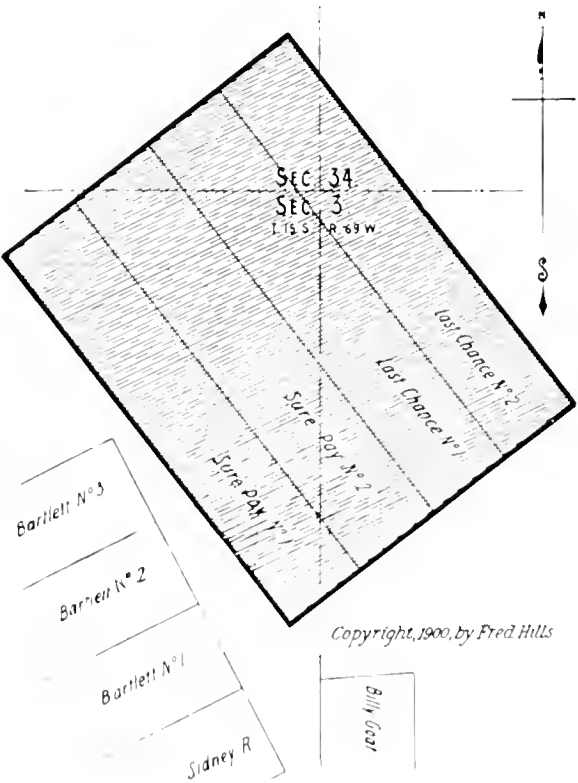 N
SEC 34
SEC 3
T. 15 S R 69 W
S
Last Chance Nº 2
Last Chance Nº 1
Sure Pay Nº 2
Sure Pay Nº 1
Bartlett Nº 3
Bartlett Nº 2
Bartlett Nº 1
Sidney R
Copyright, 1900, by Fred Hills
Billy Goat